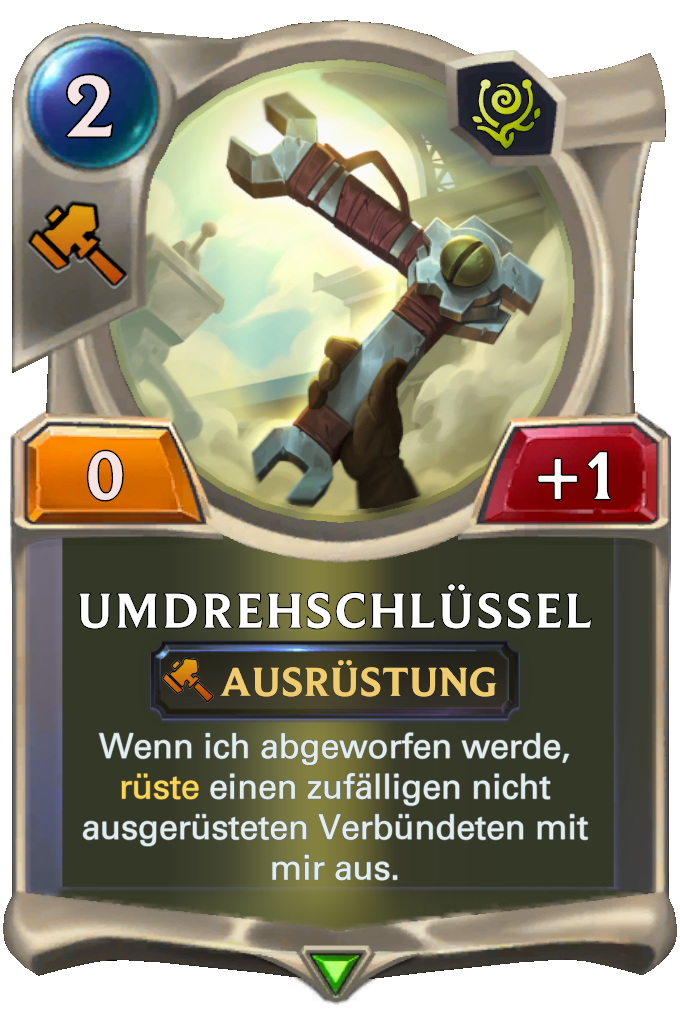 2
0
+1
UMDREHSCHLÜSSEL
AUSRÜSTUNG
Wenn ich abgeworfen werde,
rüste einen zufälligen nicht
ausgerüsteten Verbündeten mit
mir aus.